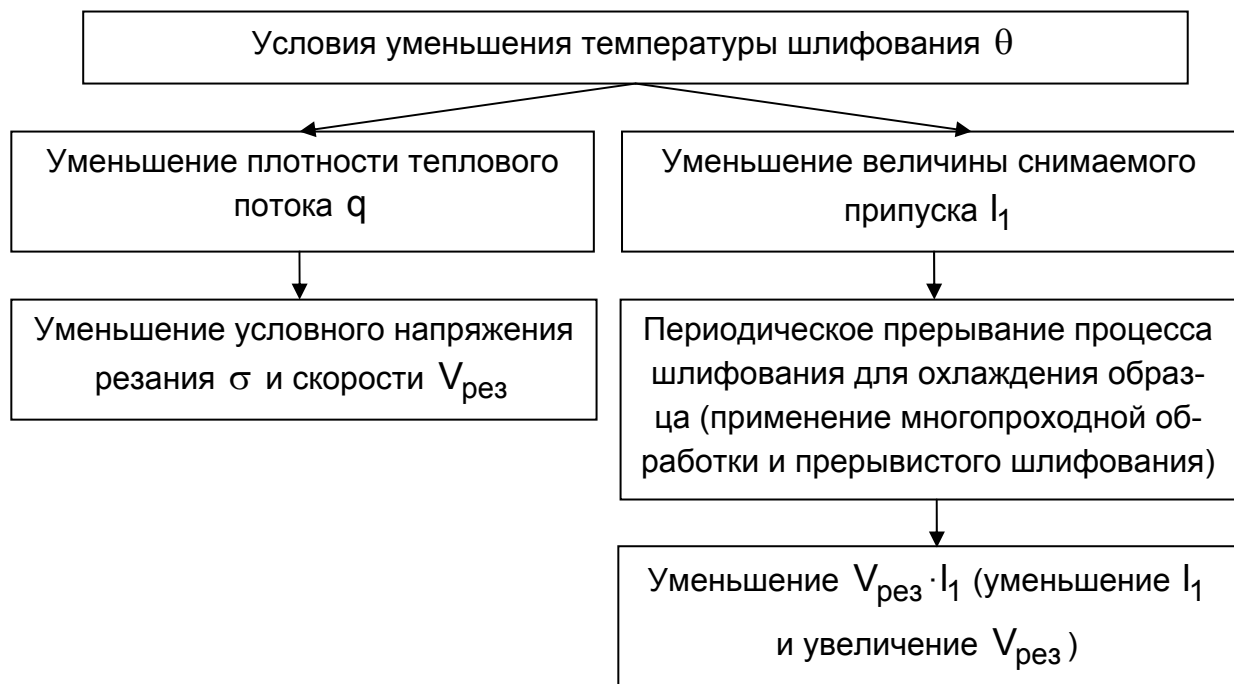 Условия уменьшения температуры шлифования θ
Уменьшение плотности теплового
потока q
Уменьшение величины снимаемого
припуска l₁
Уменьшение условного напряжения
резания σ и скорости Vрез
Периодическое прерывание процесса
шлифования для охлаждения образ-
ца (применение многопроходной об-
работки и прерывистого шлифования)
Уменьшение Vрез·l₁ (уменьшение l₁
и увеличение Vрез)